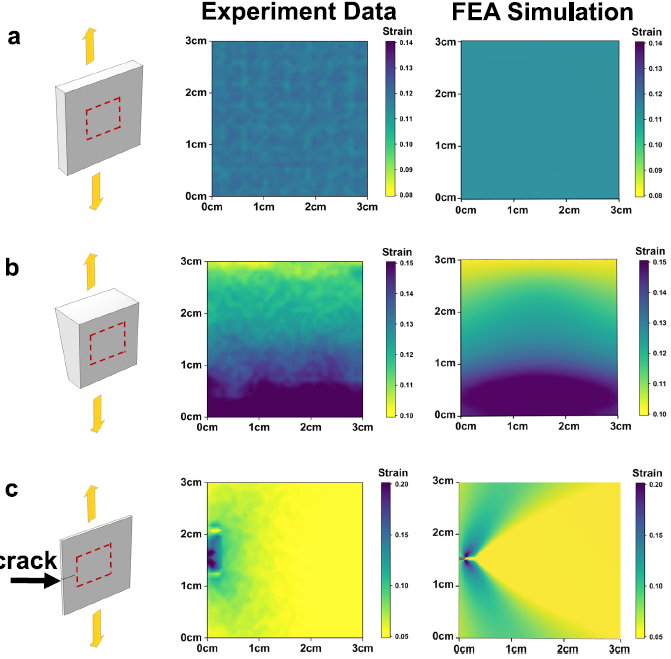 Experiment Data FEA Simulation
a
Strain Strain
3cm 3cm
0.14 0.14
0.13 0.13
2cm 2cm
0.12 0.12
0.11 0.11
1cm 1cm
0.10 0.10
0.09 0.09
0cm 0cm
0.08 0.08
0cm 1cm 2cm 3cm 0cm 1cm 2cm 3cm
b
Strain Strain
3cm 3cm
0.15 0.15
0.14 0.14
2cm 2cm
0.13 0.13
0.12 0.12
1cm 1cm
0.11 0.11
0cm 0cm
0.10 0.10
0cm 1cm 2cm 3cm 0cm 1cm 2cm 3cm
c
Strain Strain
3cm 3cm
0.20 0.20
2cm 2cm
0.15 0.15
crack
1cm 1cm
0.10 0.10
0cm 0cm
0.05 0.05
0cm 1cm 2cm 3cm 0cm 1cm 2cm 3cm